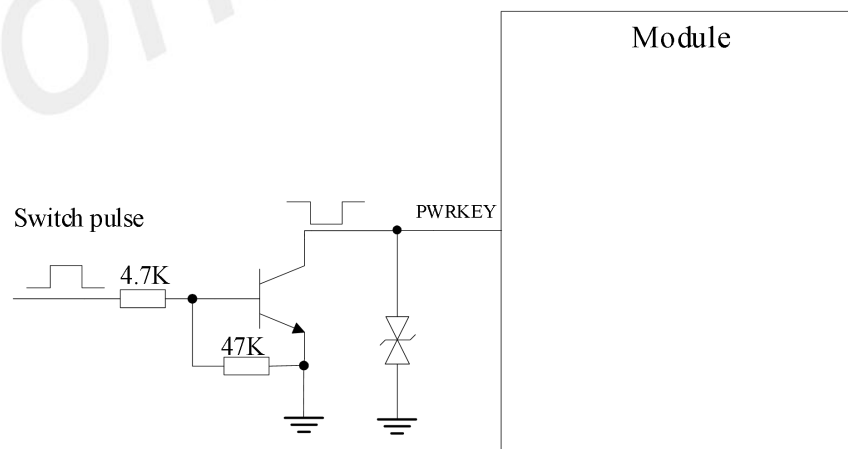 Module
PWRKEY
Switch pulse
4.7K
47K